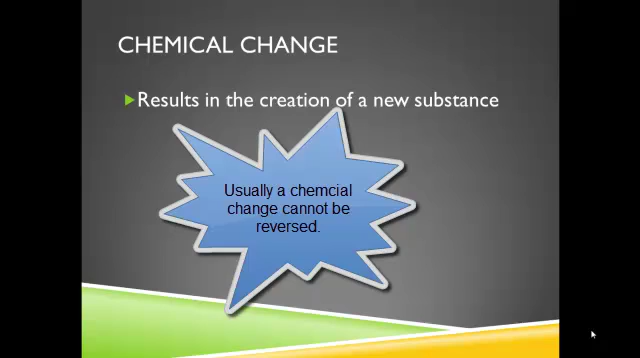 CHEMICAL CHANGE
Results in the creation of a new substance
Usually a chemcial
change cannot be
reversed.